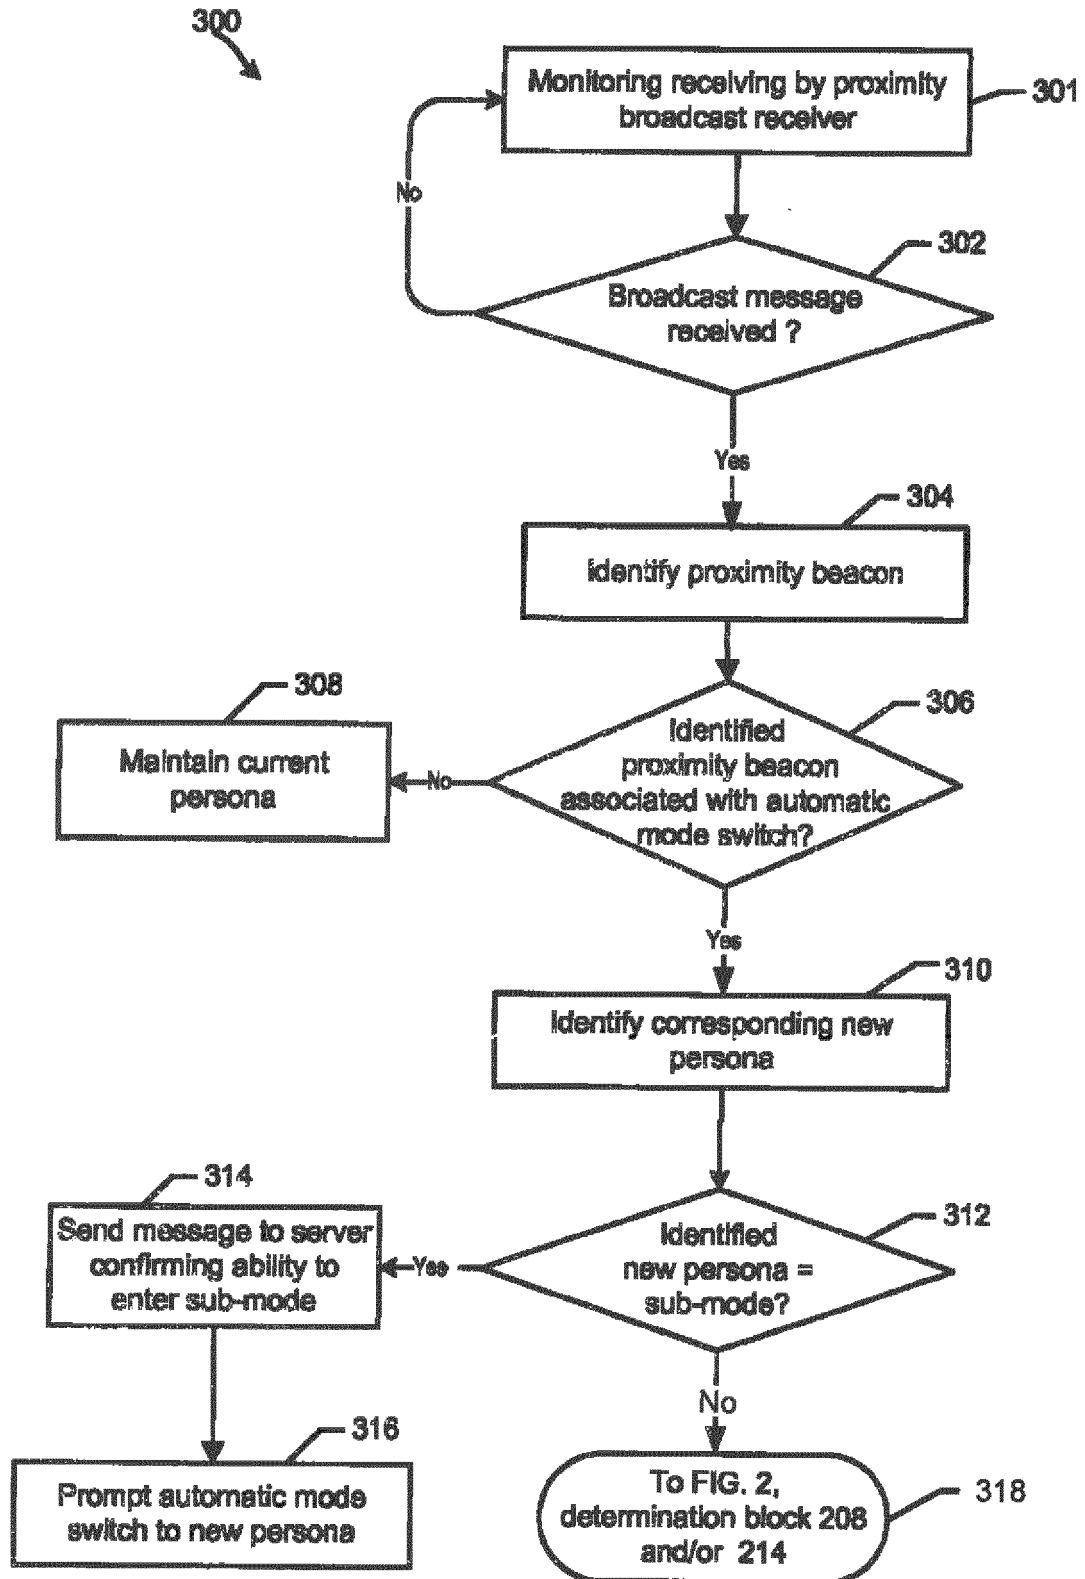 300
Monitoring receiving by proximity
broadcast receiver
301
No
302
Broadcast message
received ?
Yes
304
Identify proximity beacon
308
Maintain current
persona
No
306
Identified
proximity beacon
associated with automatic
mode switch?
Yes
310
Identify corresponding new
persona
314
Send message to server
confirming ability to
enter sub-mode
Yes
312
Identified
new persona =
sub-mode?
No
316
Prompt automatic mode
switch to new persona
To FIG. 2,
determination block 208
and/or 214
318